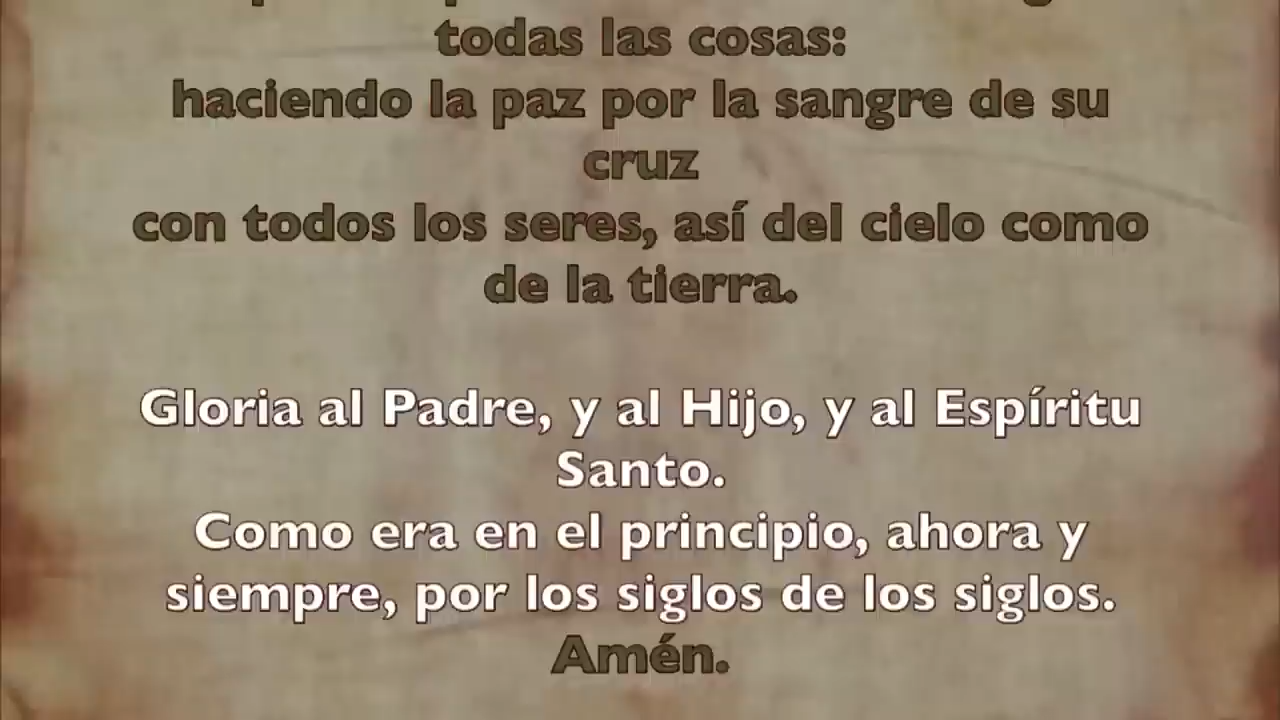 todas las cosas:
haciendo la paz por la sangre de su
cruz
con todos los seres, así del cielo como
de la tierra.
Gloria al Padre, y al Hijo, y al Espíritu
Santo.
Como era en el principio, ahora y
siempre, por los siglos de los siglos.
Amén.